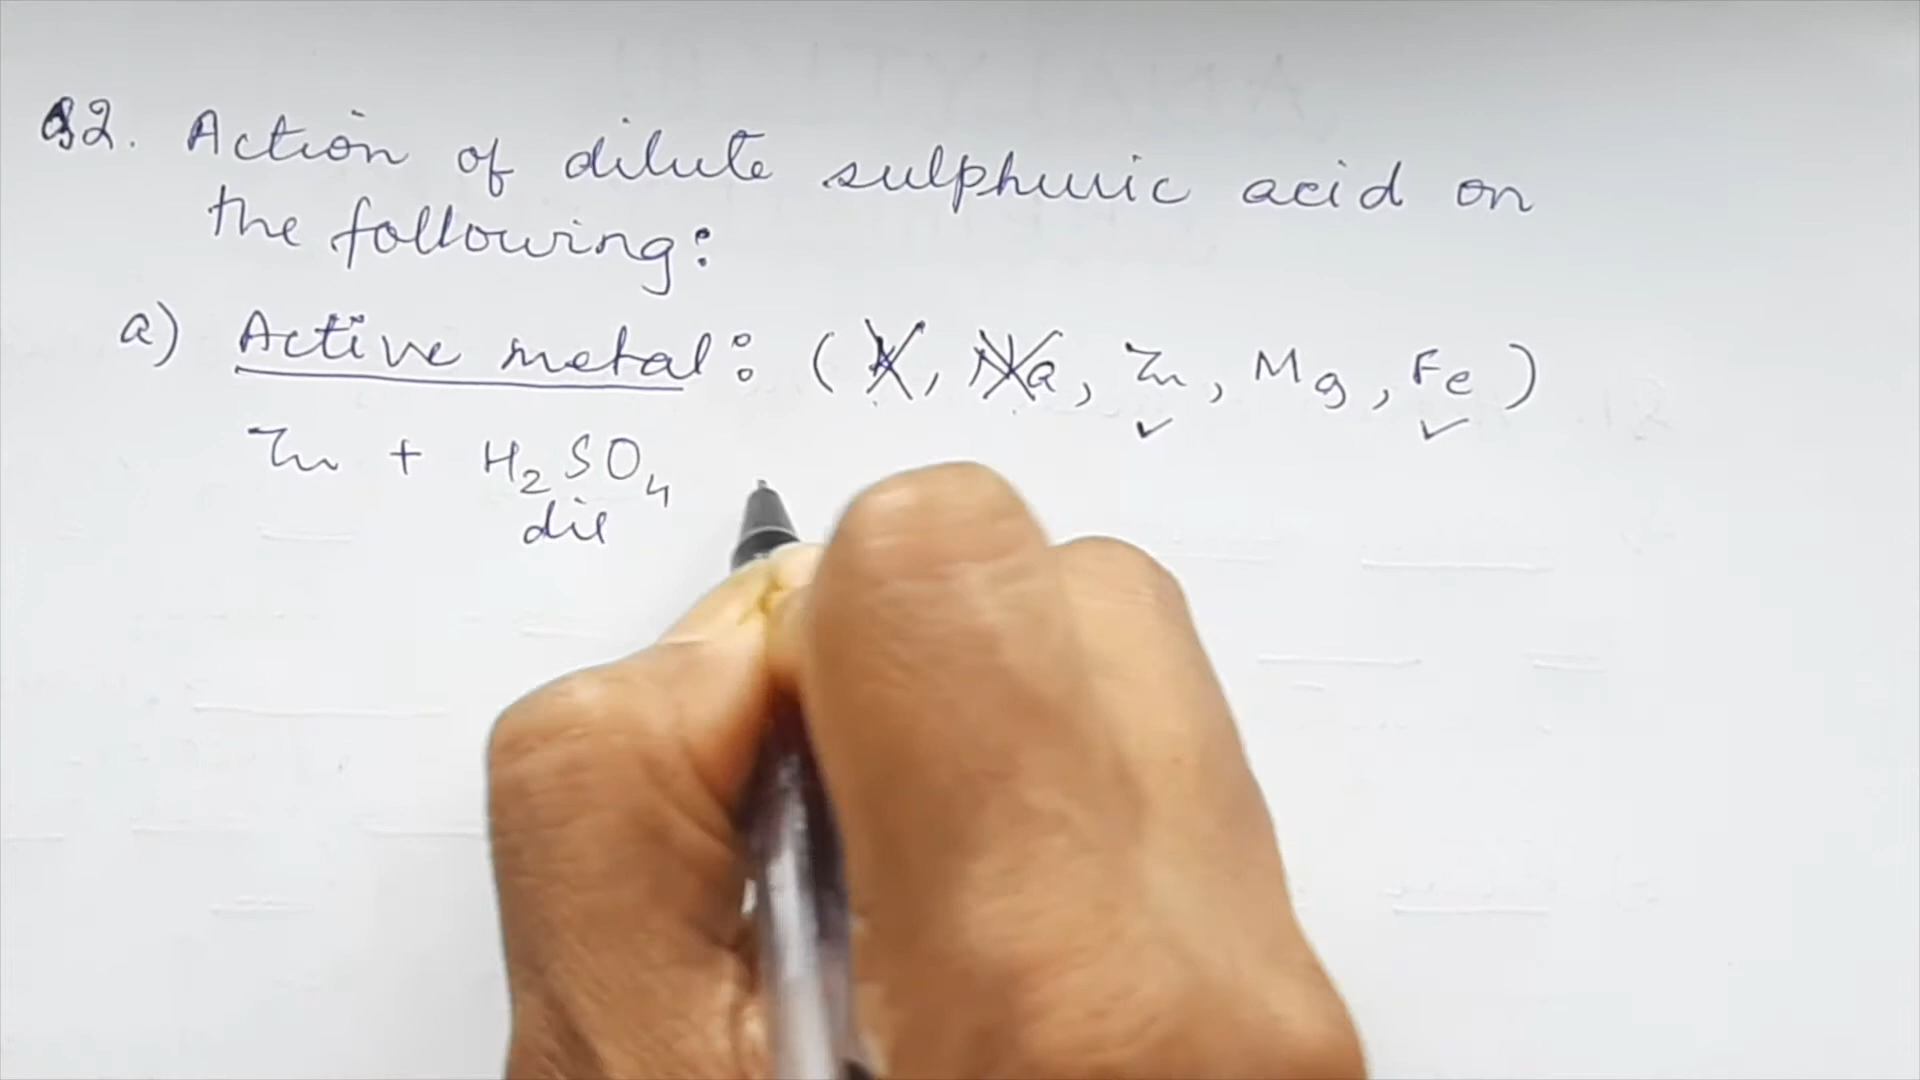 Q2. Action of dilute sulphuric acid on
the following:
a) Active metal: (K, Na, Zn, Mg, Fe)
Zn + H₂SO₄
dil